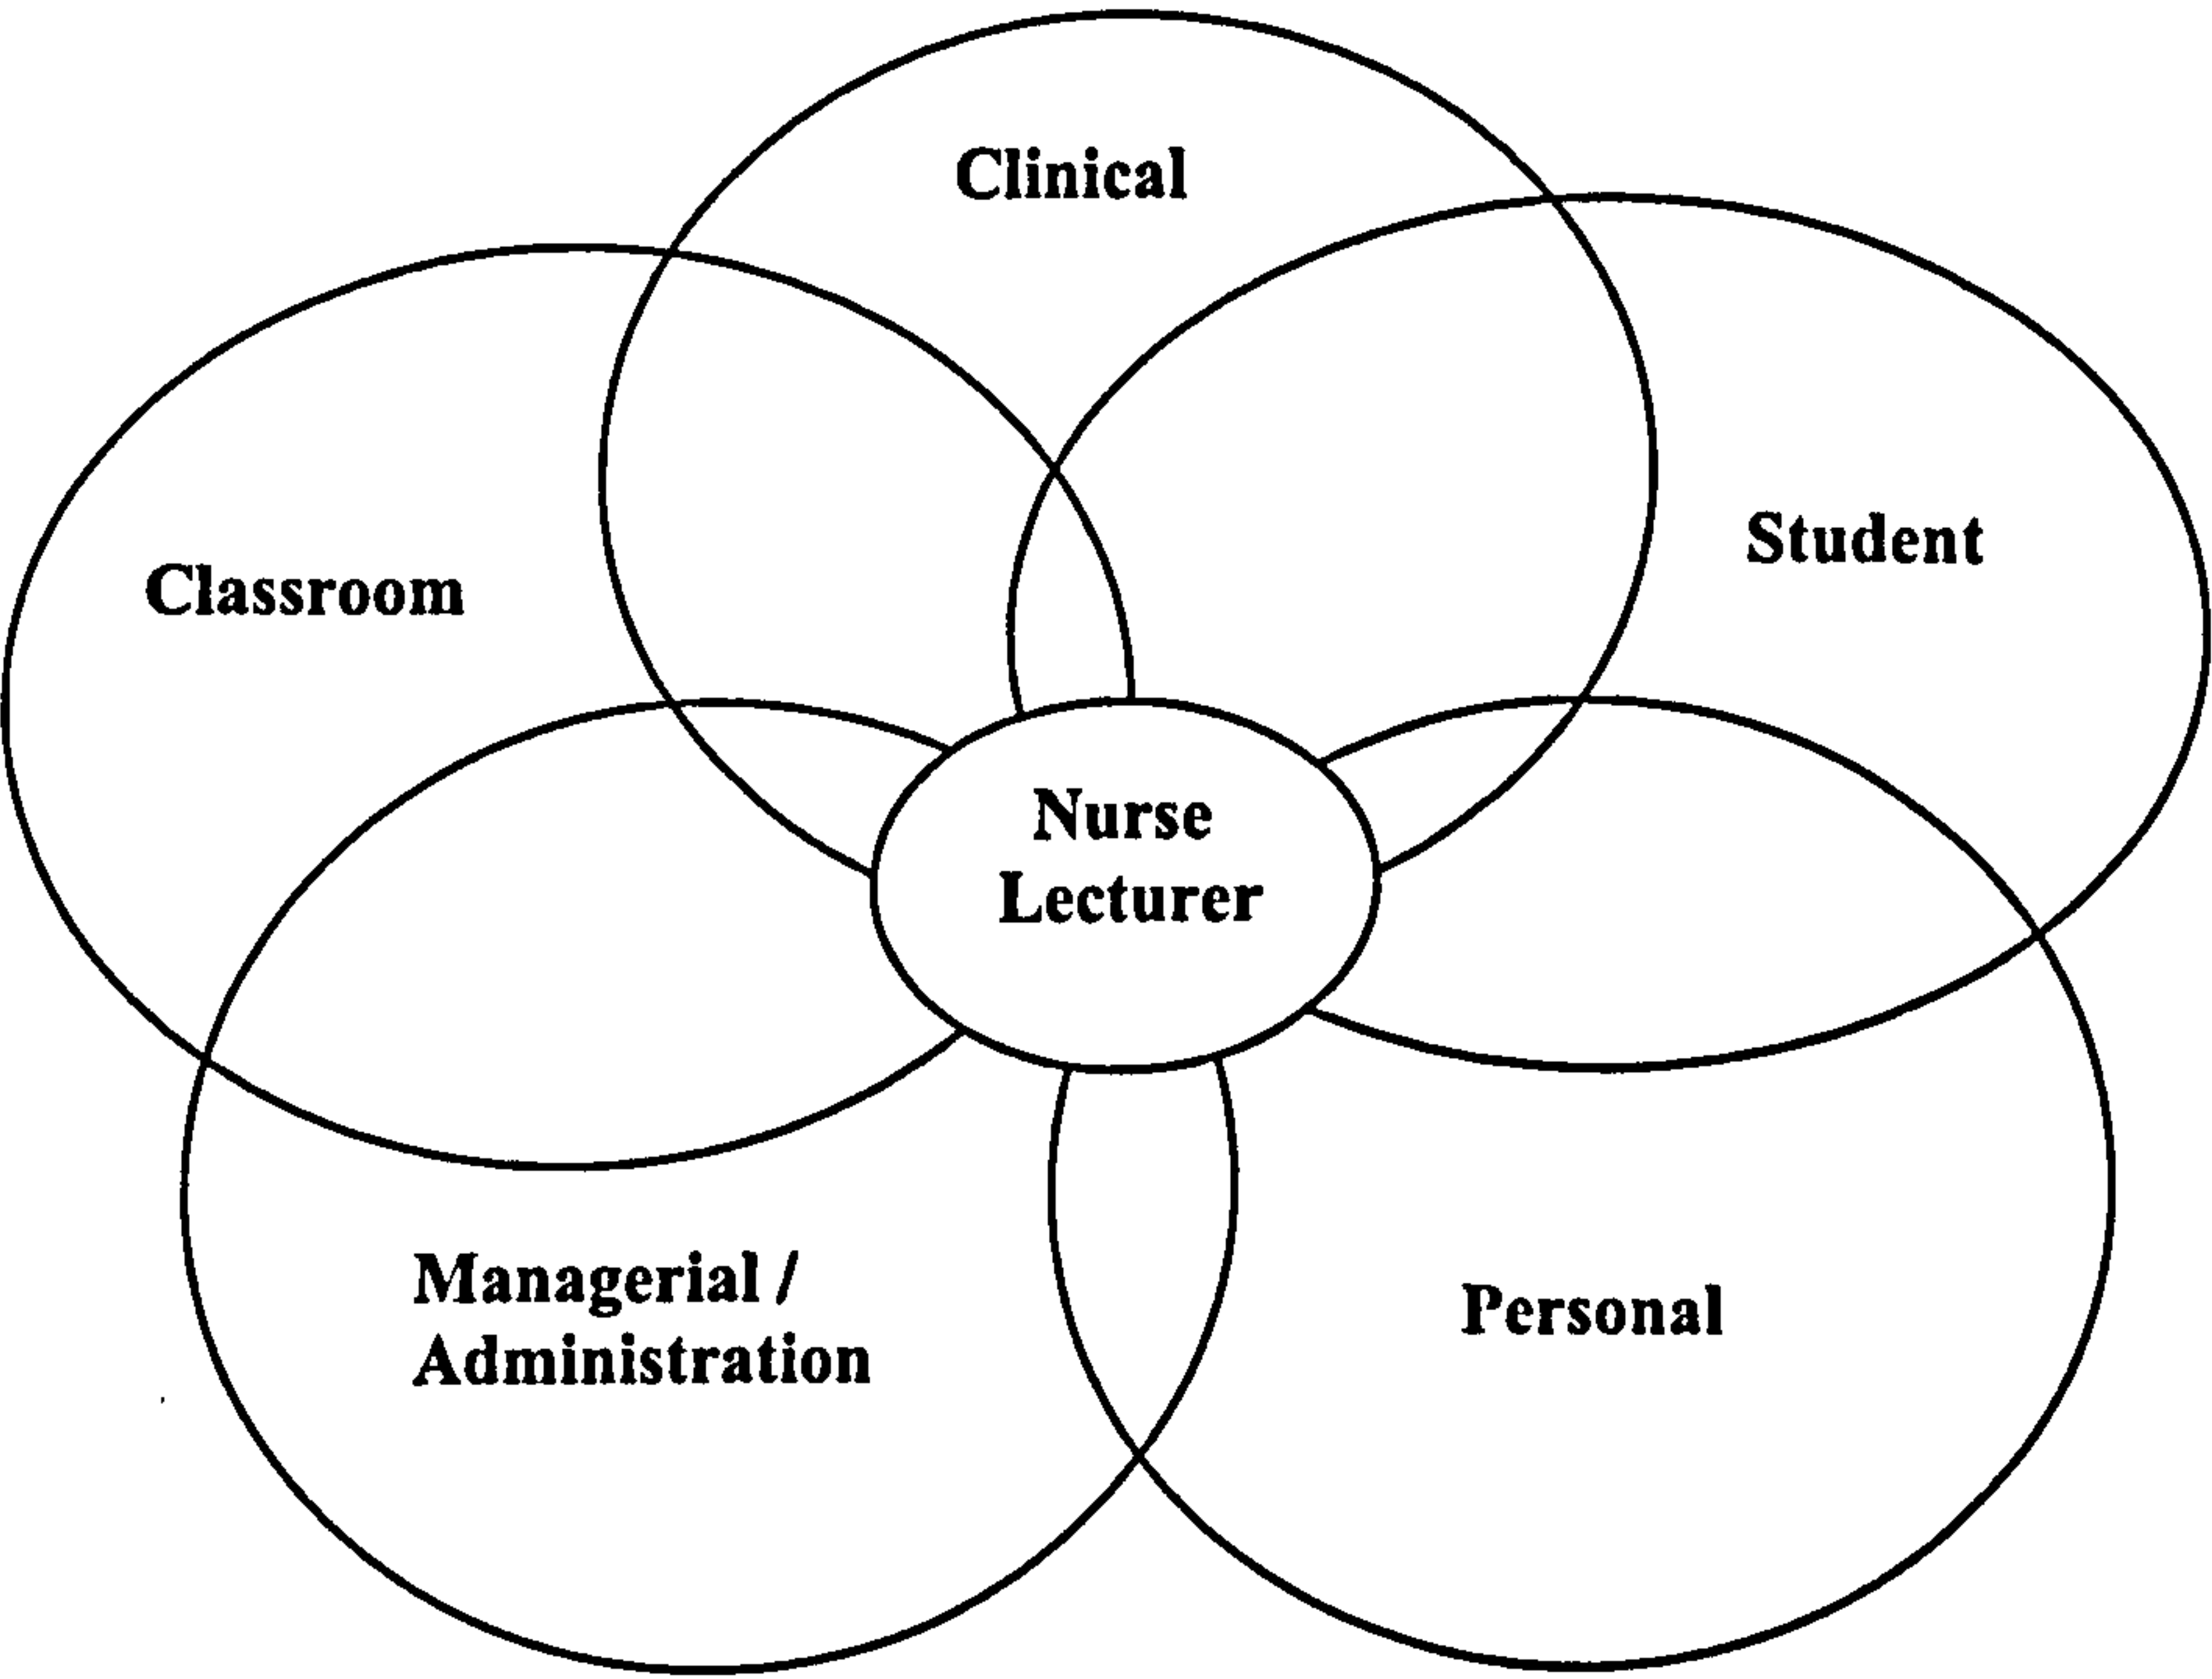 Clinical
Student
Classroom
Nurse
Lecturer
Managerial /
Administration
Personal